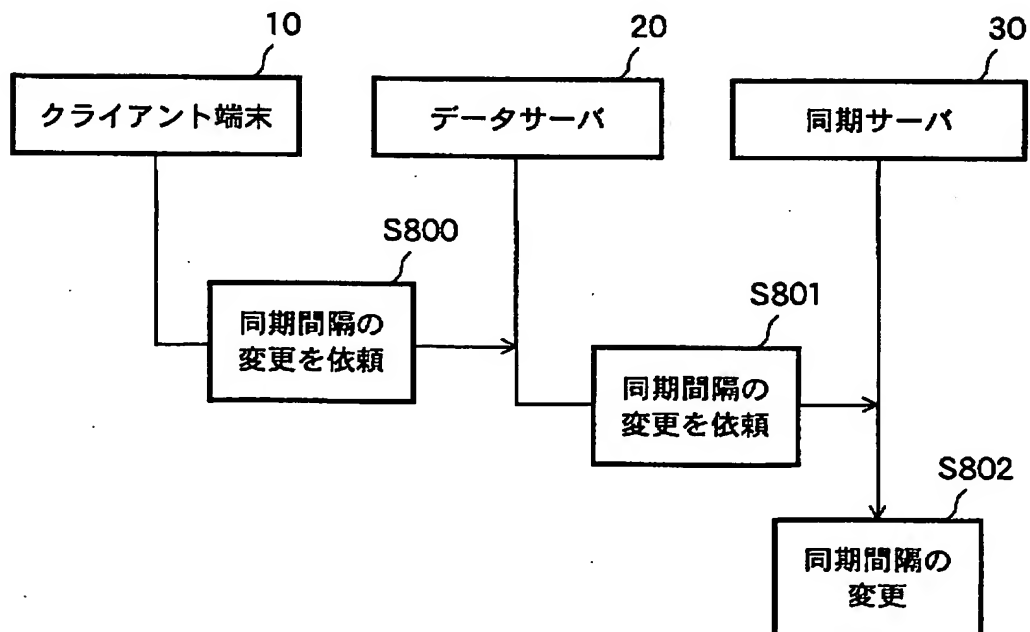 10
20
30
クライアント端末
データサーバ
同期サーバ
S800
同期間隔の
変更を依頼
S801
同期間隔の
変更を依頼
S802
同期間隔の
変更